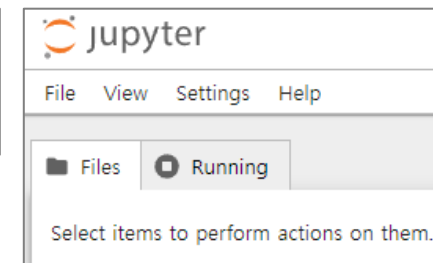 jupyter
File View Settings Help
Files Running
Select items to perform actions on them.